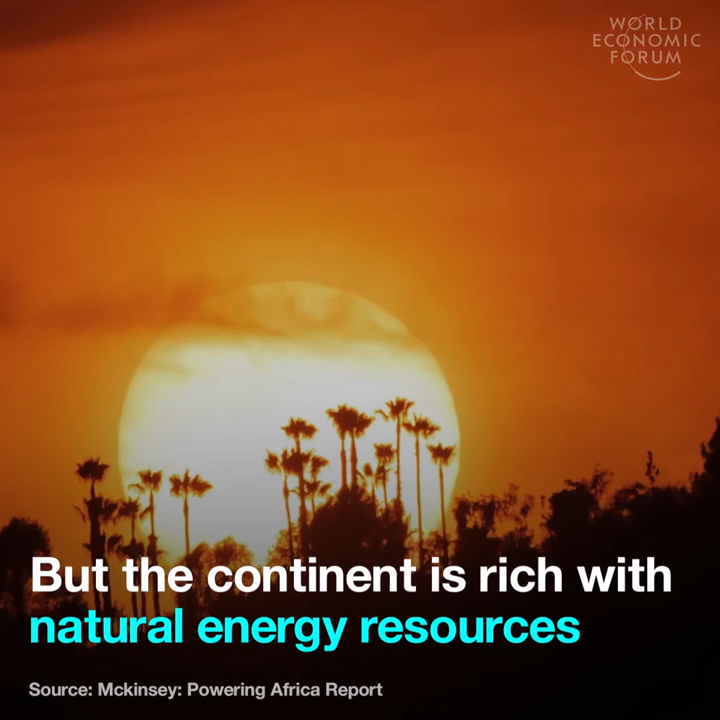 WORLD
ECONOMIC
FORUM
But the continent is rich with
natural energy resources
Source: Mckinsey: Powering Africa Report